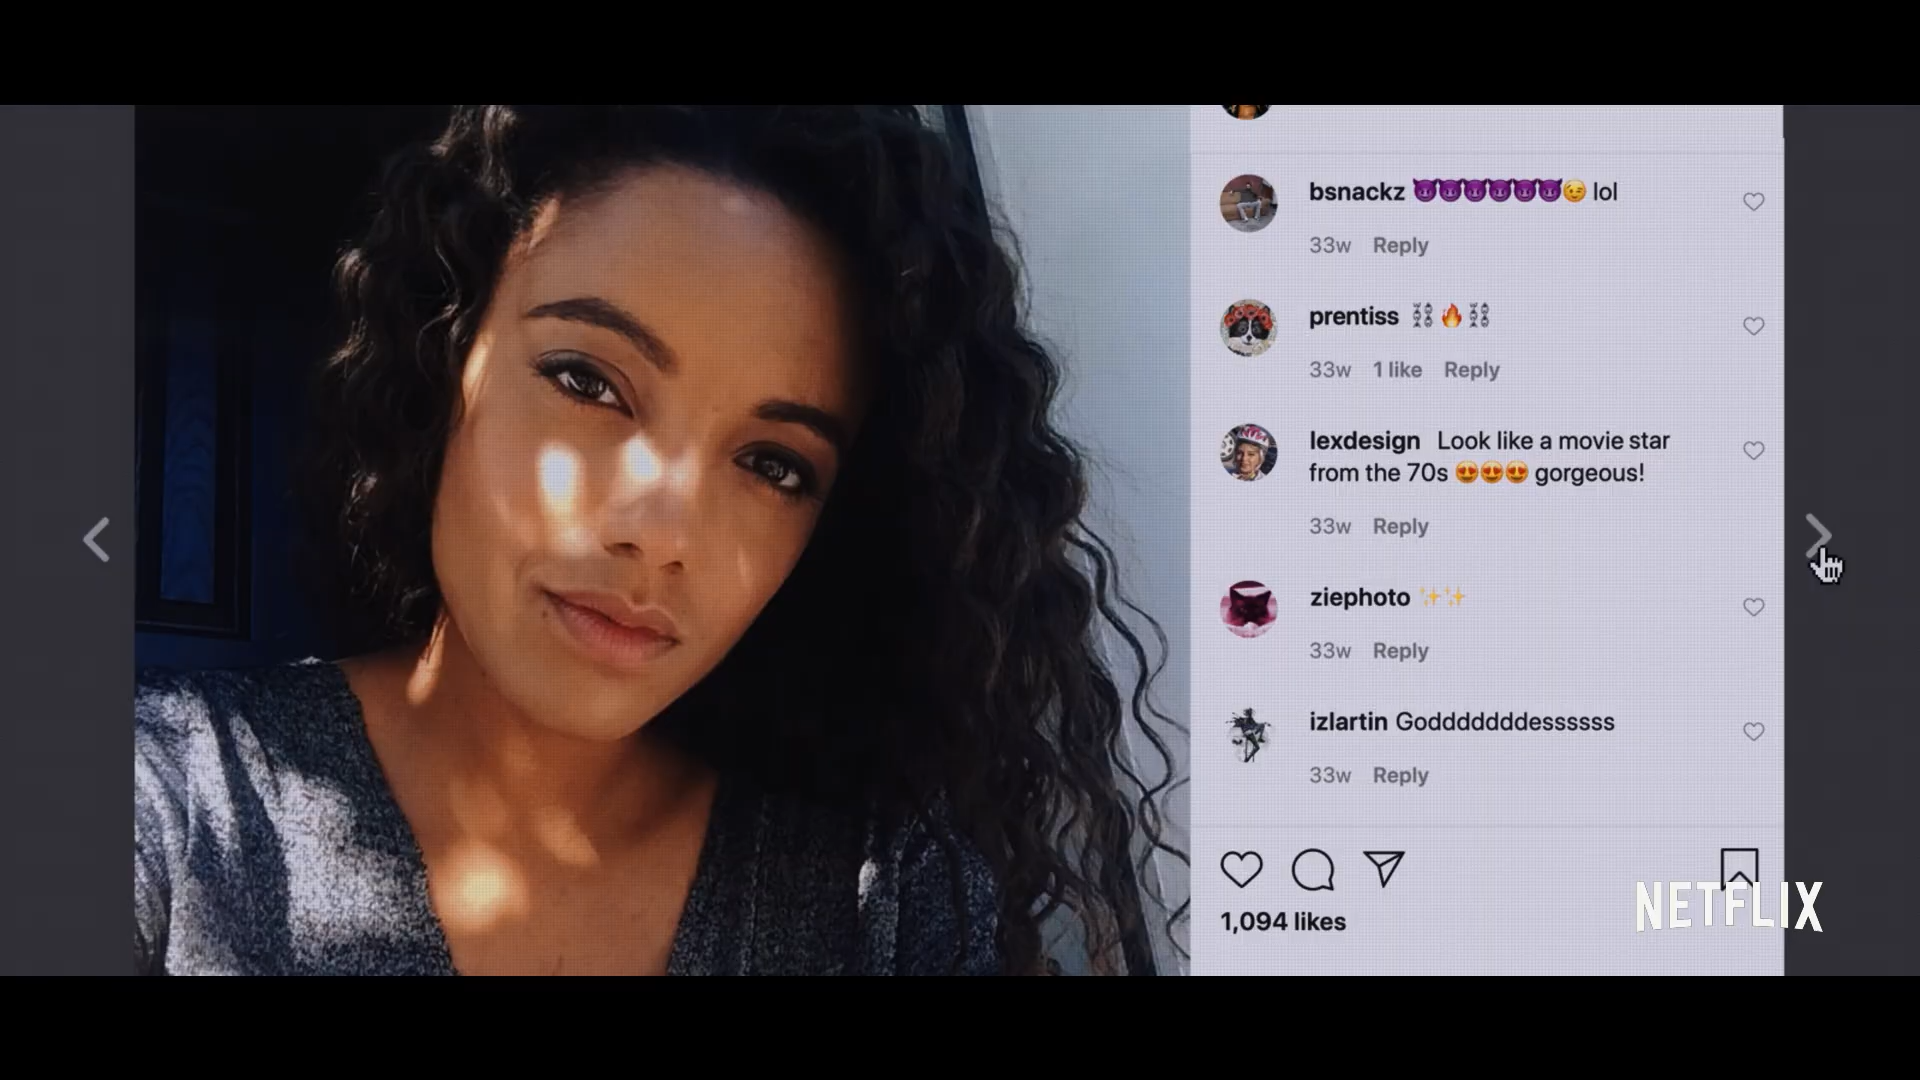 bsnackz 😈😈😈😈😈😈😉 lol
33w Reply
prentiss ⛓🔥⛓
33w 1 like Reply
lexdesign Look like a movie star
from the 70s 😍😍😍 gorgeous!
33w Reply
ziephoto ✨✨
33w Reply
izlartin Godddddddessssss
33w Reply
1,094 likes
NETFLIX